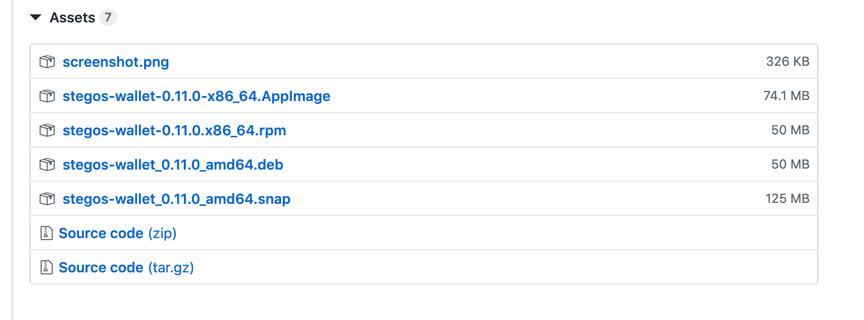 Assets 7
screenshot.png 326 KB
stegos-wallet-0.11.0-x86_64.AppImage 74.1 MB
stegos-wallet-0.11.0.x86_64.rpm 50 MB
stegos-wallet_0.11.0_amd64.deb 50 MB
stegos-wallet_0.11.0_amd64.snap 125 MB
Source code (zip)
Source code (tar.gz)